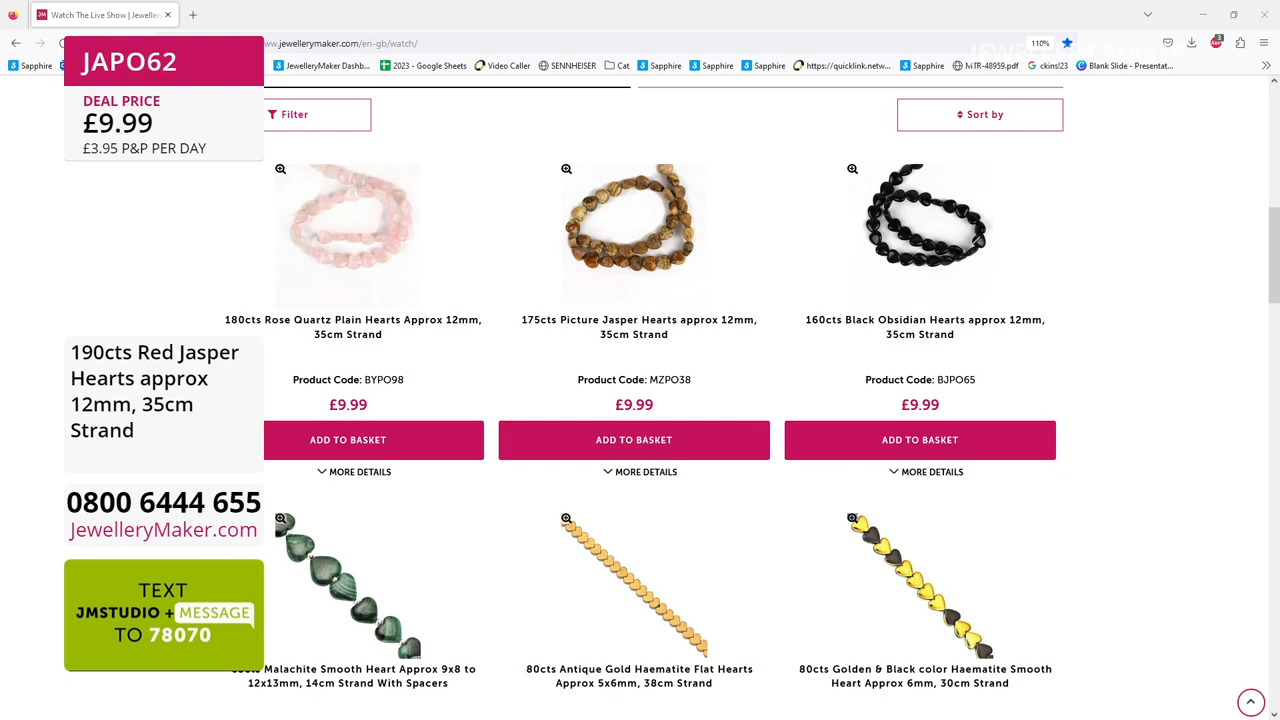 Watch The Live Show | Jeweller
ww.jewellerymaker.com/en-gb/watch/
110%
3
Sapphire
JewelleryMaker Dashb...
2023 - Google Sheets
Video Caller
SENNHEISER
Cat
Sapphire
Sapphire
Sapphire
https://quicklink.netw...
Sapphire
MTR-48959.pdf
ckins!23
Blank Slide - Presentat...
JAPO62
DEAL PRICE
£9.99
£3.95 P&P PER DAY
Filter
Sort by
180cts Rose Quartz Plain Hearts Approx 12mm,
35cm Strand
Product Code: BYPO98
£9.99
ADD TO BASKET
MORE DETAILS
175cts Picture Jasper Hearts approx 12mm,
35cm Strand
Product Code: MZPO38
£9.99
ADD TO BASKET
MORE DETAILS
160cts Black Obsidian Hearts approx 12mm,
35cm Strand
Product Code: BJPO65
£9.99
ADD TO BASKET
MORE DETAILS
190cts Red Jasper
Hearts approx
12mm, 35cm
Strand
0800 6444 655
JewelleryMaker.com
TEXT
JMSTUDIO + MESSAGE
TO 78070
Malachite Smooth Heart Approx 9x8 to
12x13mm, 14cm Strand With Spacers
80cts Antique Gold Haematite Flat Hearts
Approx 5x6mm, 38cm Strand
80cts Golden & Black color Haematite Smooth
Heart Approx 6mm, 30cm Strand